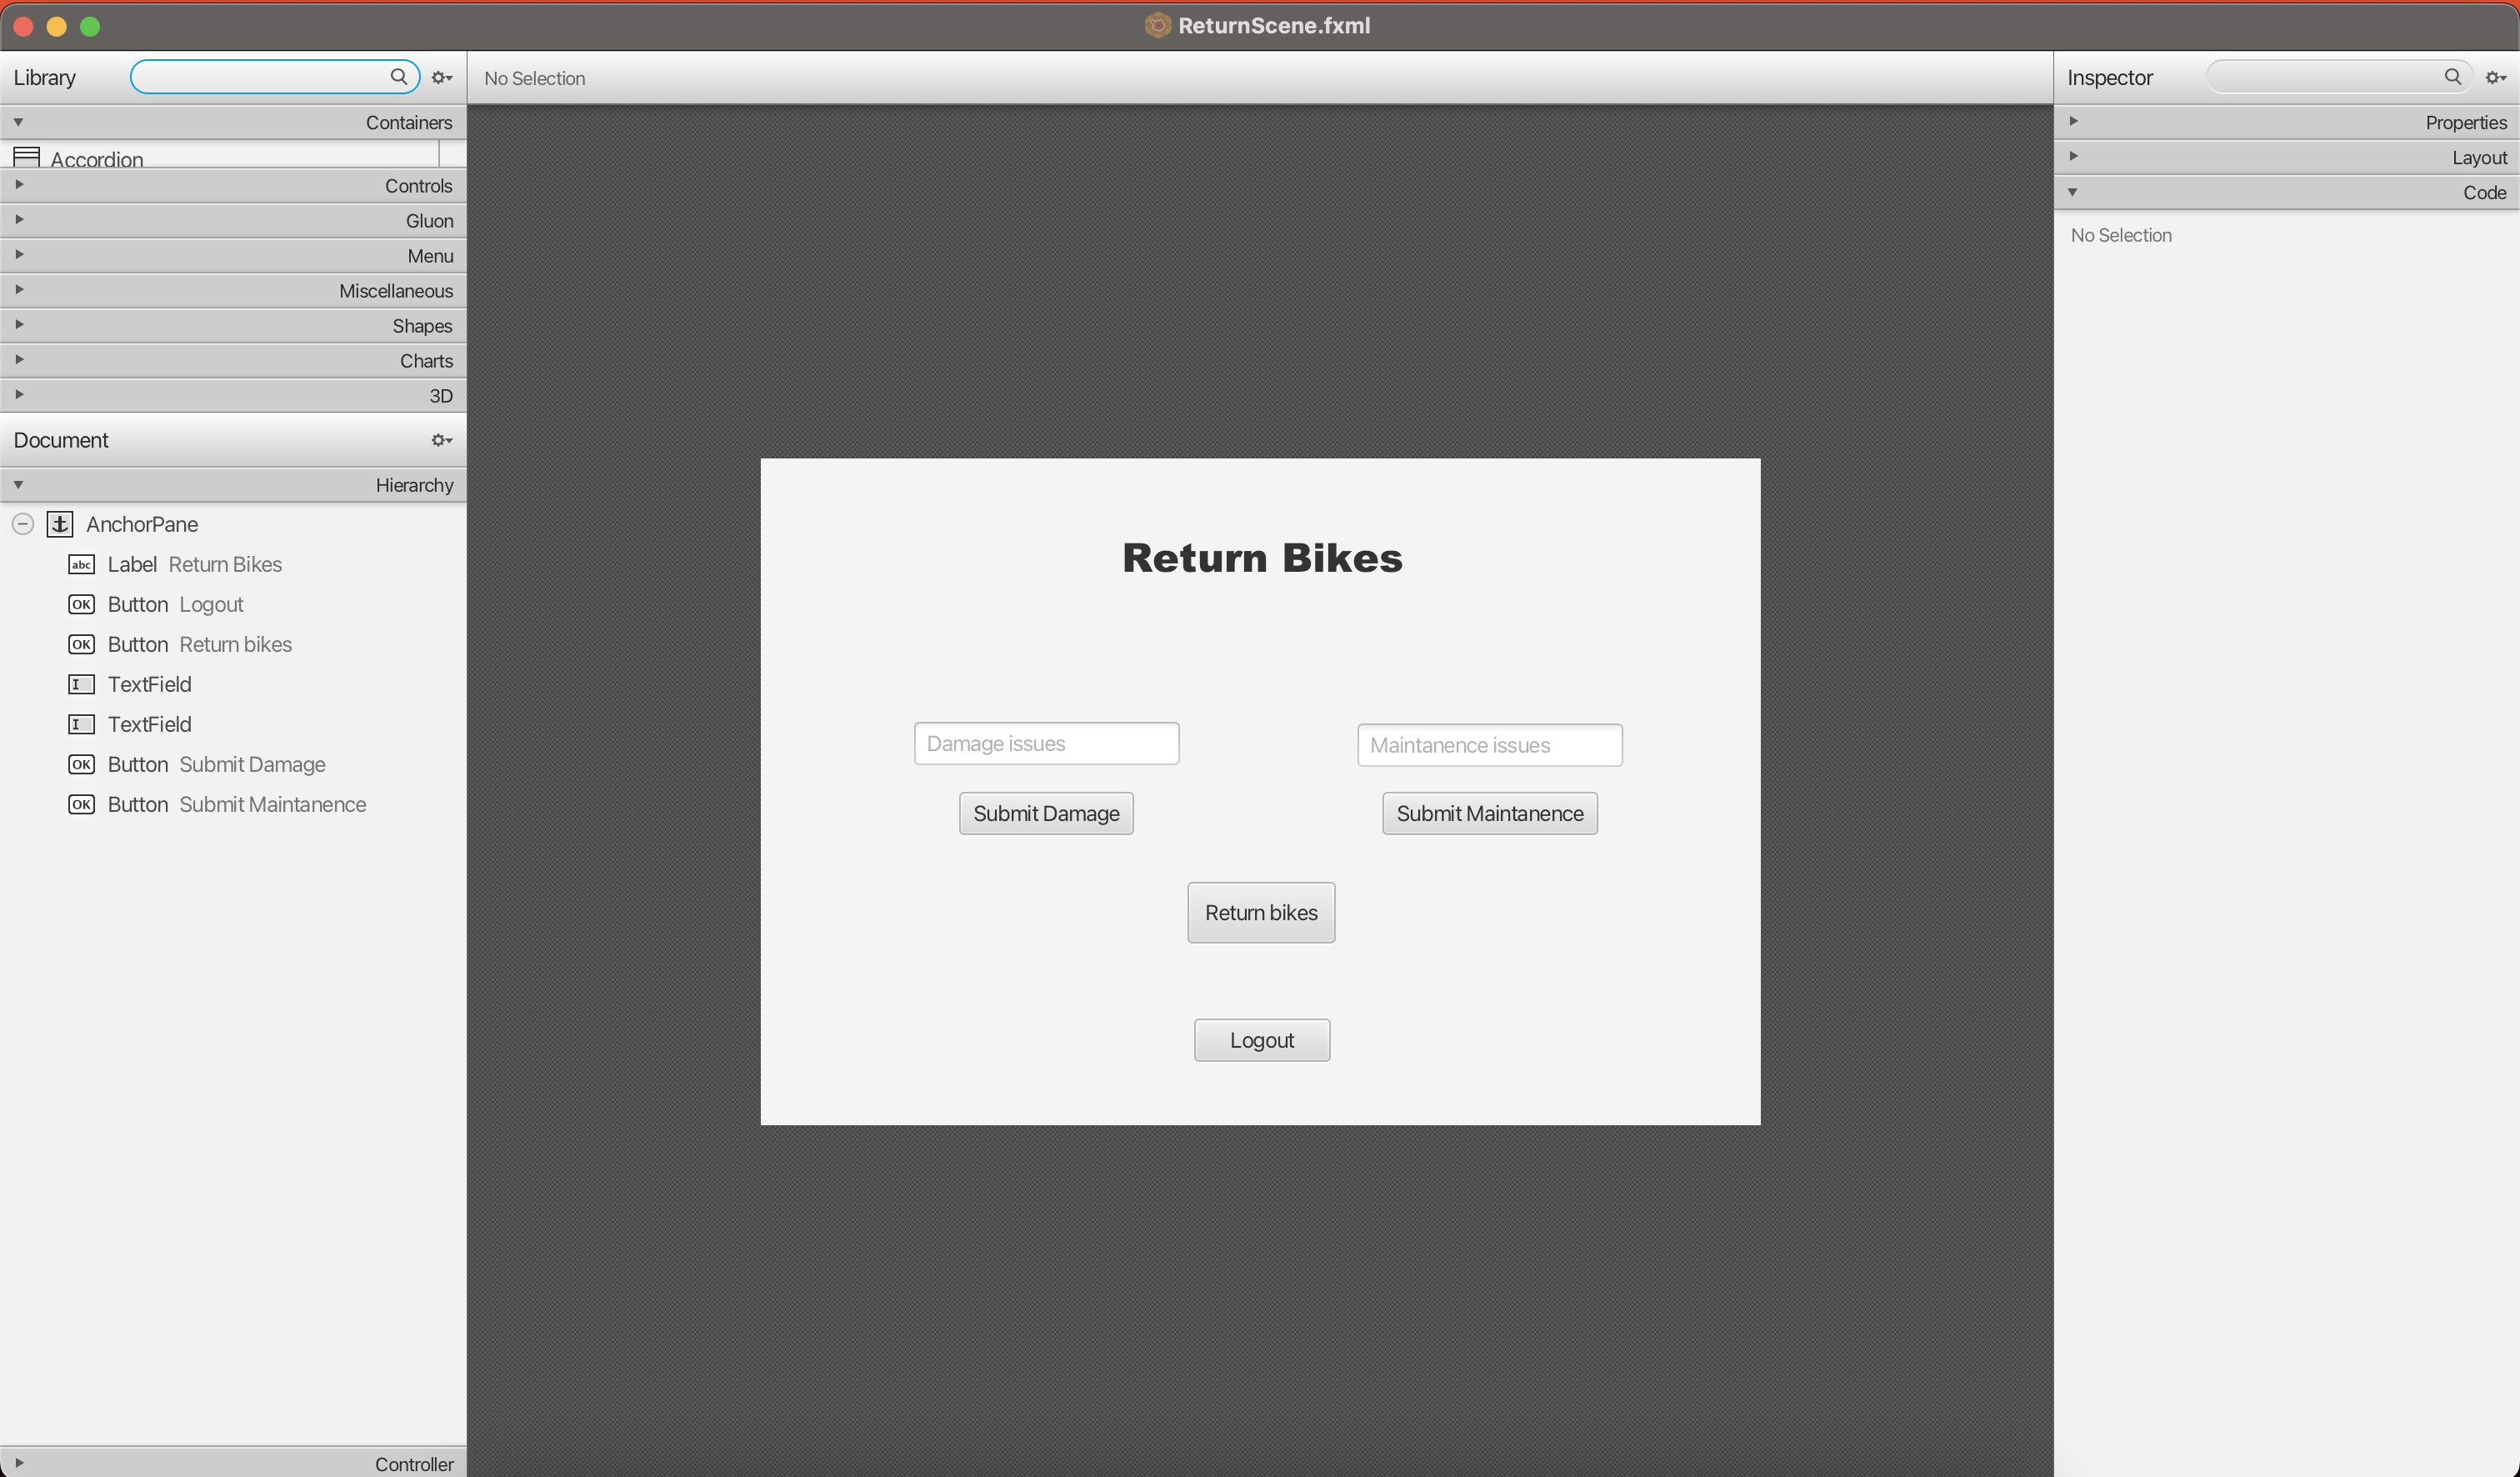 ReturnScene.fxml
Library
No Selection
Inspector
Containers
Accordion
Controls
Gluon
Menu
Miscellaneous
Shapes
Charts
3D
Document
Hierarchy
AnchorPane
abc Label Return Bikes
OK Button Logout
OK Button Return bikes
I TextField
I TextField
OK Button Submit Damage
OK Button Submit Maintanence
Controller
Return Bikes
Damage issues
Maintanence issues
Submit Damage
Submit Maintanence
Return bikes
Logout
Properties
Layout
Code
No Selection